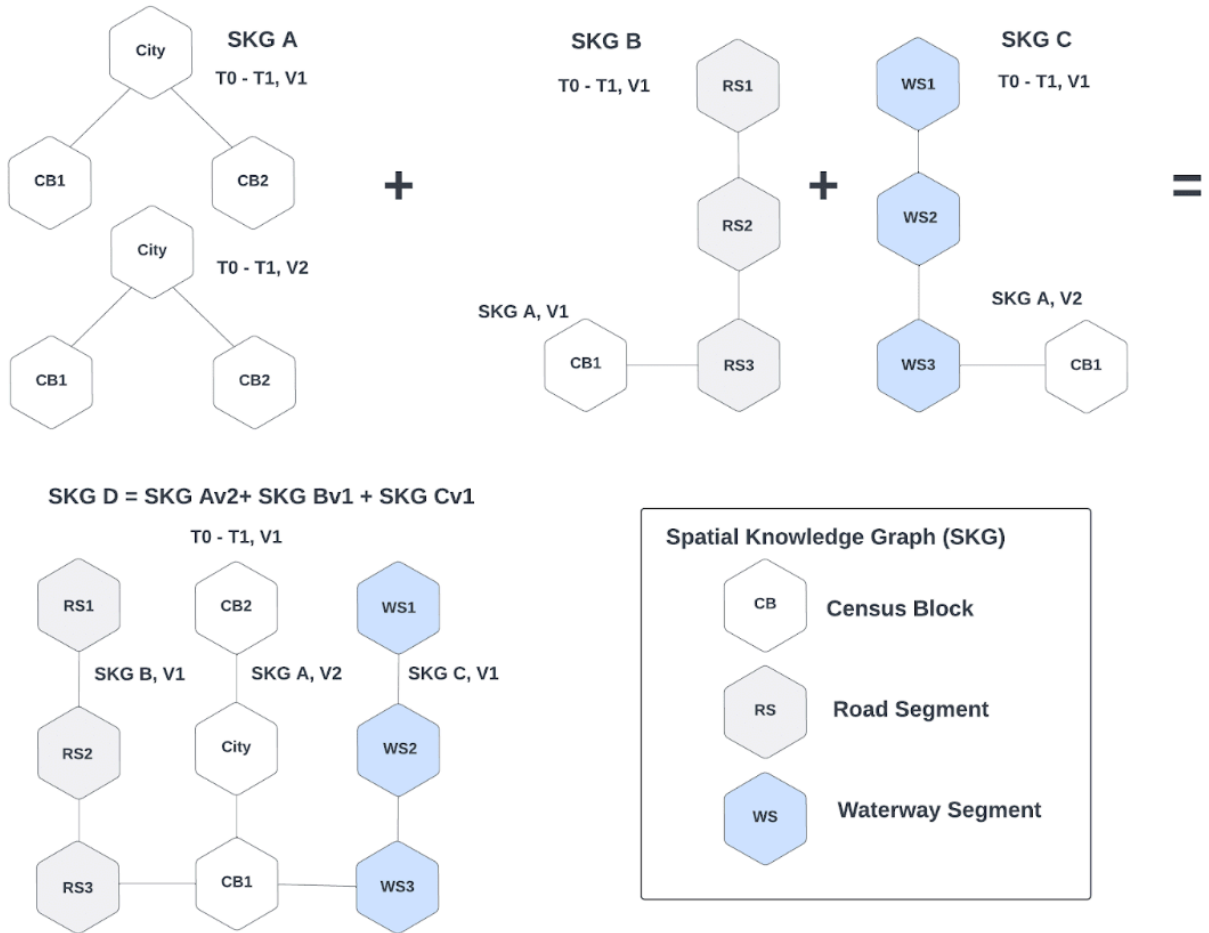 City
SKG A
T0 - T1, V1
CB1
CB2
City
T0 - T1, V2
CB1
CB2
+
SKG B
T0 - T1, V1
RS1
RS2
SKG A, V1
CB1
RS3
+
SKG C
T0 - T1, V1
WS1
WS2
SKG A, V2
WS3
CB1
=
SKG D = SKG Av2+ SKG Bv1 + SKG Cv1
T0 - T1, V1
RS1
CB2
WS1
SKG B, V1
SKG A, V2
SKG C, V1
RS2
City
WS2
RS3
CB1
WS3
Spatial Knowledge Graph (SKG)
CB
Census Block
RS
Road Segment
WS
Waterway Segment